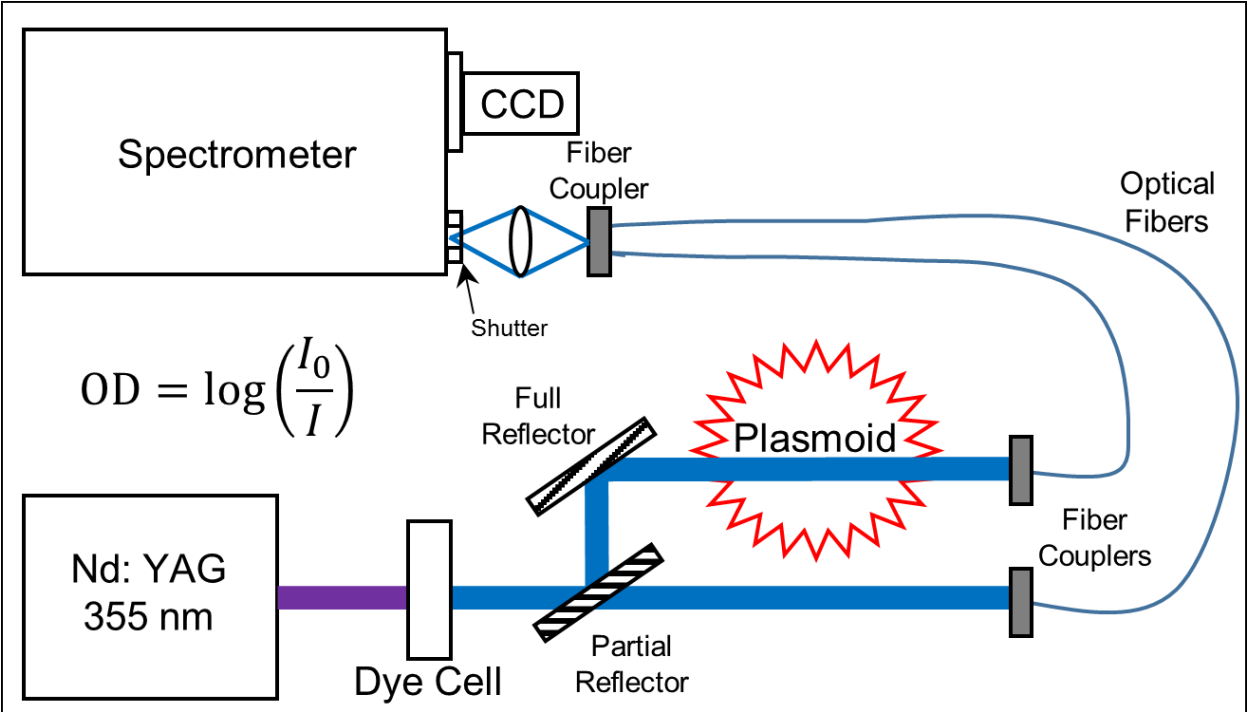 CCD
Spectrometer
Fiber
Coupler
Optical
Fibers
Shutter
OD = log(I₀/I)
Full
Reflector
Plasmoid
Fiber
Couplers
Nd: YAG
355 nm
Partial
Reflector
Dye Cell